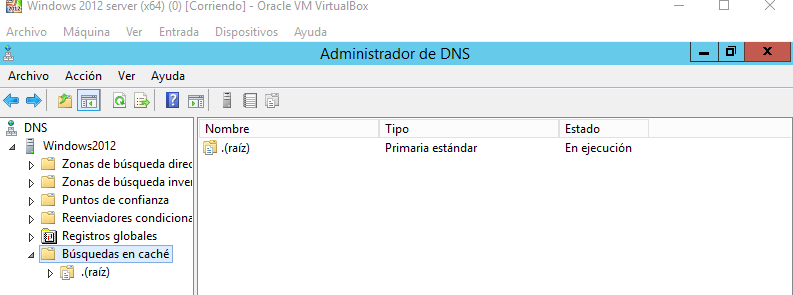 Windows 2012 server (x64) (0) [Corriendo] - Oracle VM VirtualBox
Archivo Máquina Ver Entrada Dispositivos Ayuda
Administrador de DNS
Archivo Acción Ver Ayuda
DNS
Windows2012
Zonas de búsqueda direc
Zonas de búsqueda inver
Puntos de confianza
Reenviadores condiciona
Registros globales
Búsquedas en caché
.(raíz)
Nombre Tipo Estado
.(raíz) Primaria estándar En ejecución